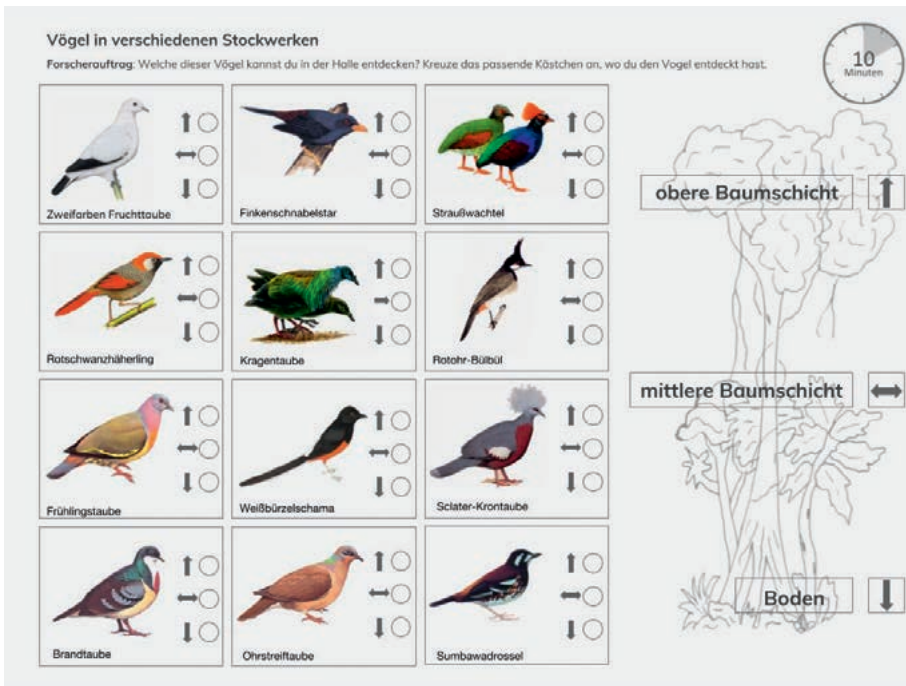 Vögel in verschiedenen Stockwerken
Forscherauftrag: Welche dieser Vögel kannst du in der Halle entdecken? Kreuze das passende Kästchen an, wo du den Vogel entdeckt hast.
10
Minuten
Zweifarben Fruchttaube
Finkenschnabelstar
Straußwachtel
obere Baumschicht
Rotschwanzhäherling
Kragentaube
Rotohr-Bülbül
mittlere Baumschicht
Frühlingstaube
Weißbürzelschama
Sclater-Krontaube
Boden
Brandtaube
Ohrstreiftaube
Sumbawadrossel